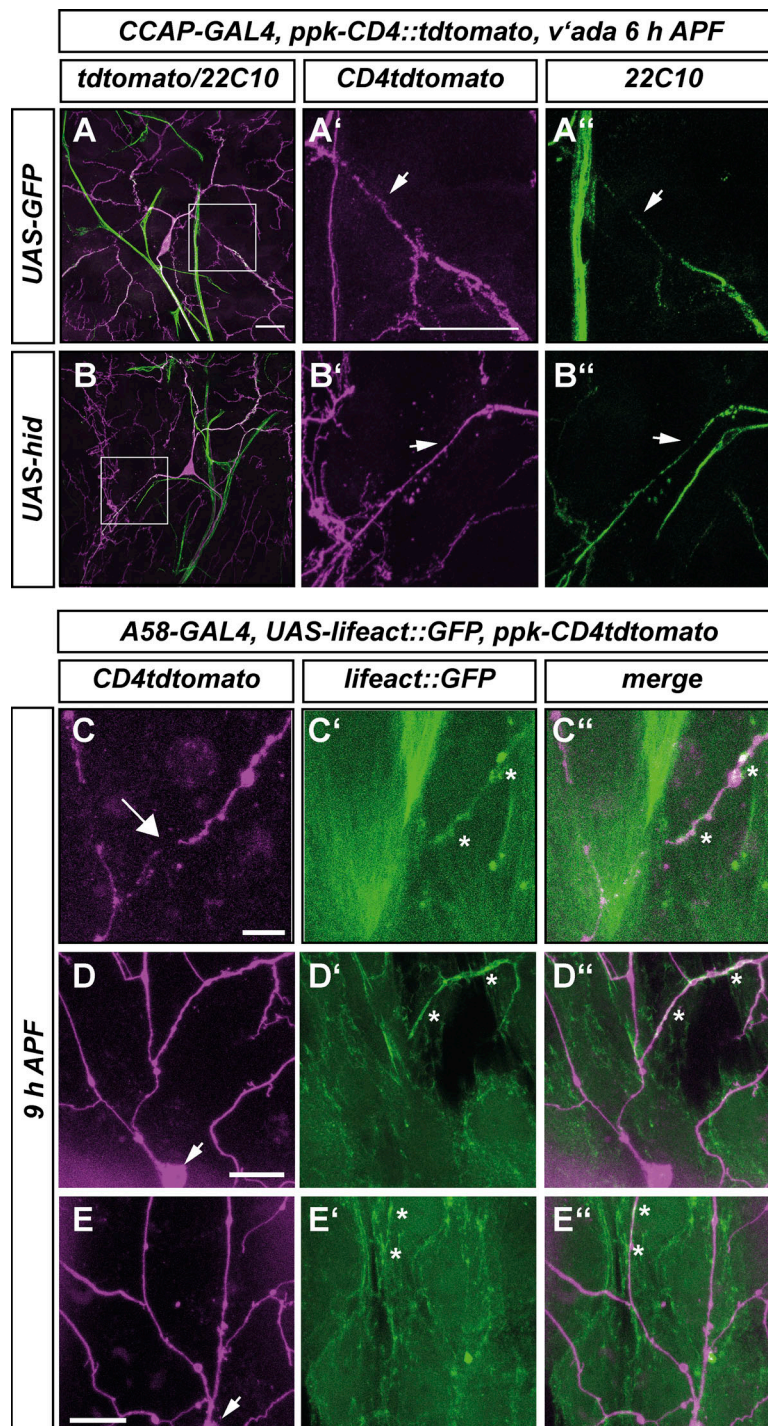 CCAP-GAL4, ppk-CD4::tdtomato, v'ada 6 h APF
tdtomato/22C10 CD4tdtomato 22C10
UAS-GFP
A A‘ A“
UAS-hid
B B‘ B“
A58-GAL4, UAS-lifeact::GFP, ppk-CD4tdtomato
CD4tdtomato lifeact::GFP merge
9 h APF
C C‘ C“
* * * *
D D‘ D“
* * * *
E E‘ E“
* * * *